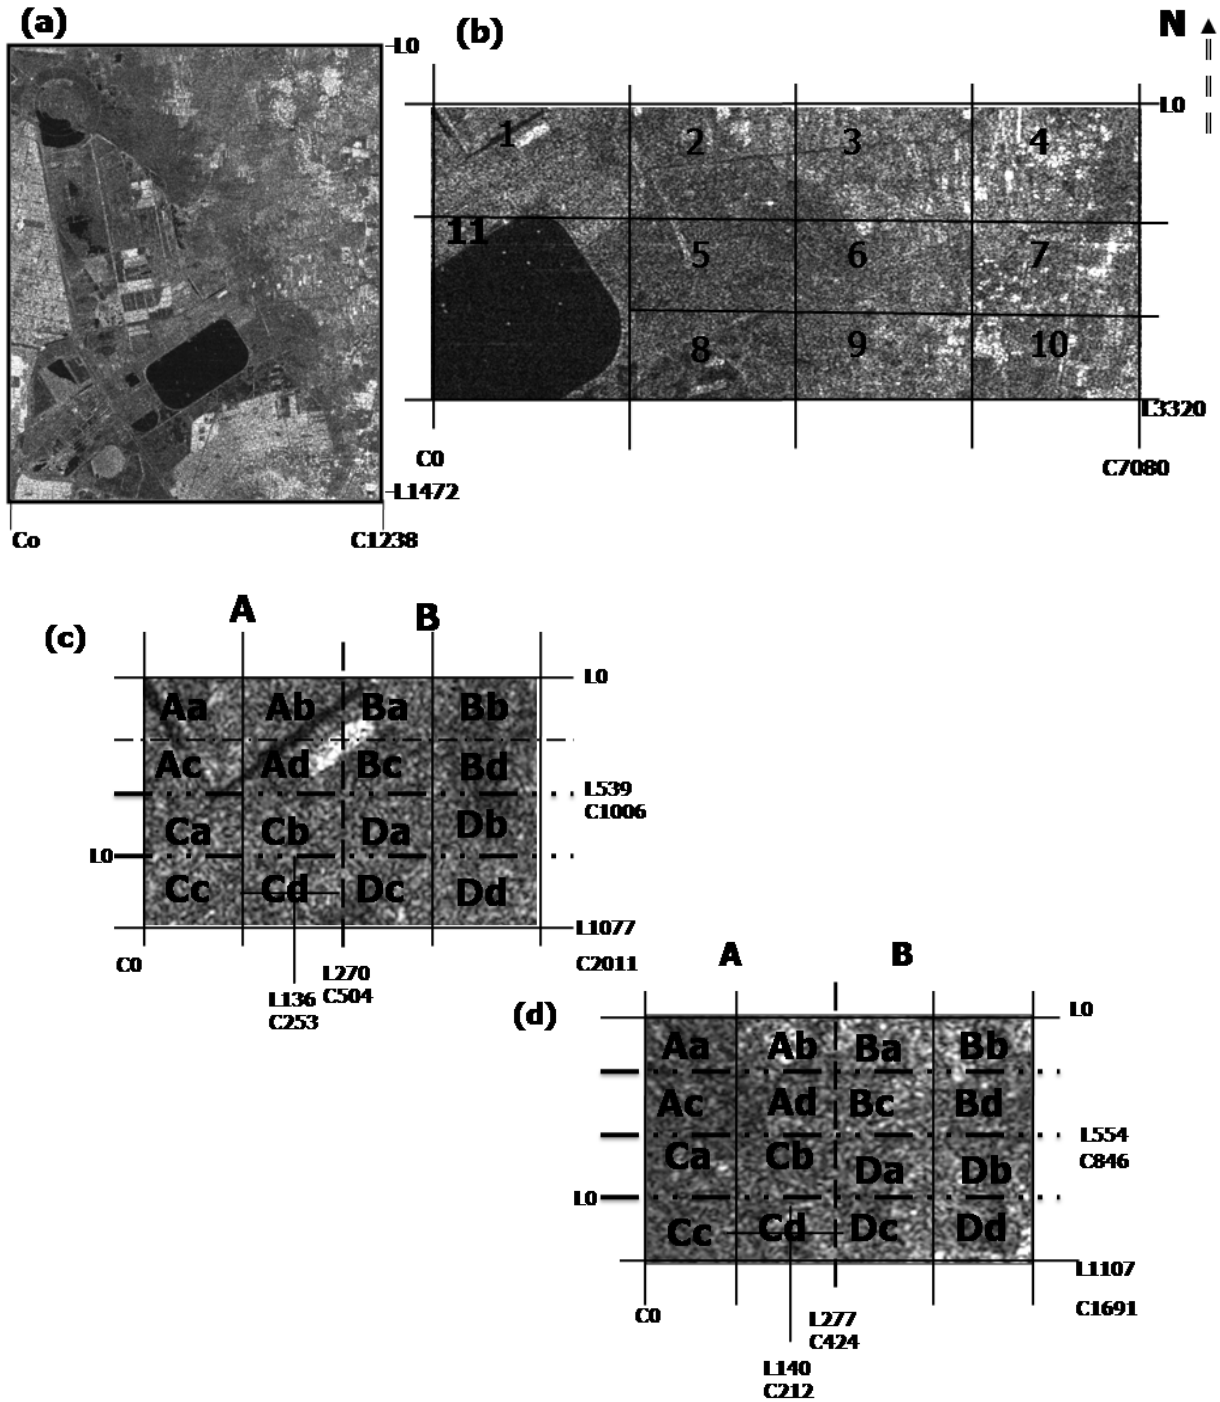 (a)
L0
Co
C1238
L1472
(b)
N
L0
1
2
3
4
11
5
6
7
8
9
10
L3320
C0
C7080
(c)
A
B
L0
Aa
Ab
Ba
Bb
Ac
Ad
Bc
Bd
L539
C1006
Ca
Cb
Da
Db
L0
Cc
Cd
Dc
Dd
L1077
C2011
C0
L136
C253
L270
C504
(d)
A
B
L0
Aa
Ab
Ba
Bb
Ac
Ad
Bc
Bd
L554
C846
Ca
Cb
Da
Db
L0
Cc
Cd
Dc
Dd
L1107
C1691
C0
L277
C424
L140
C212